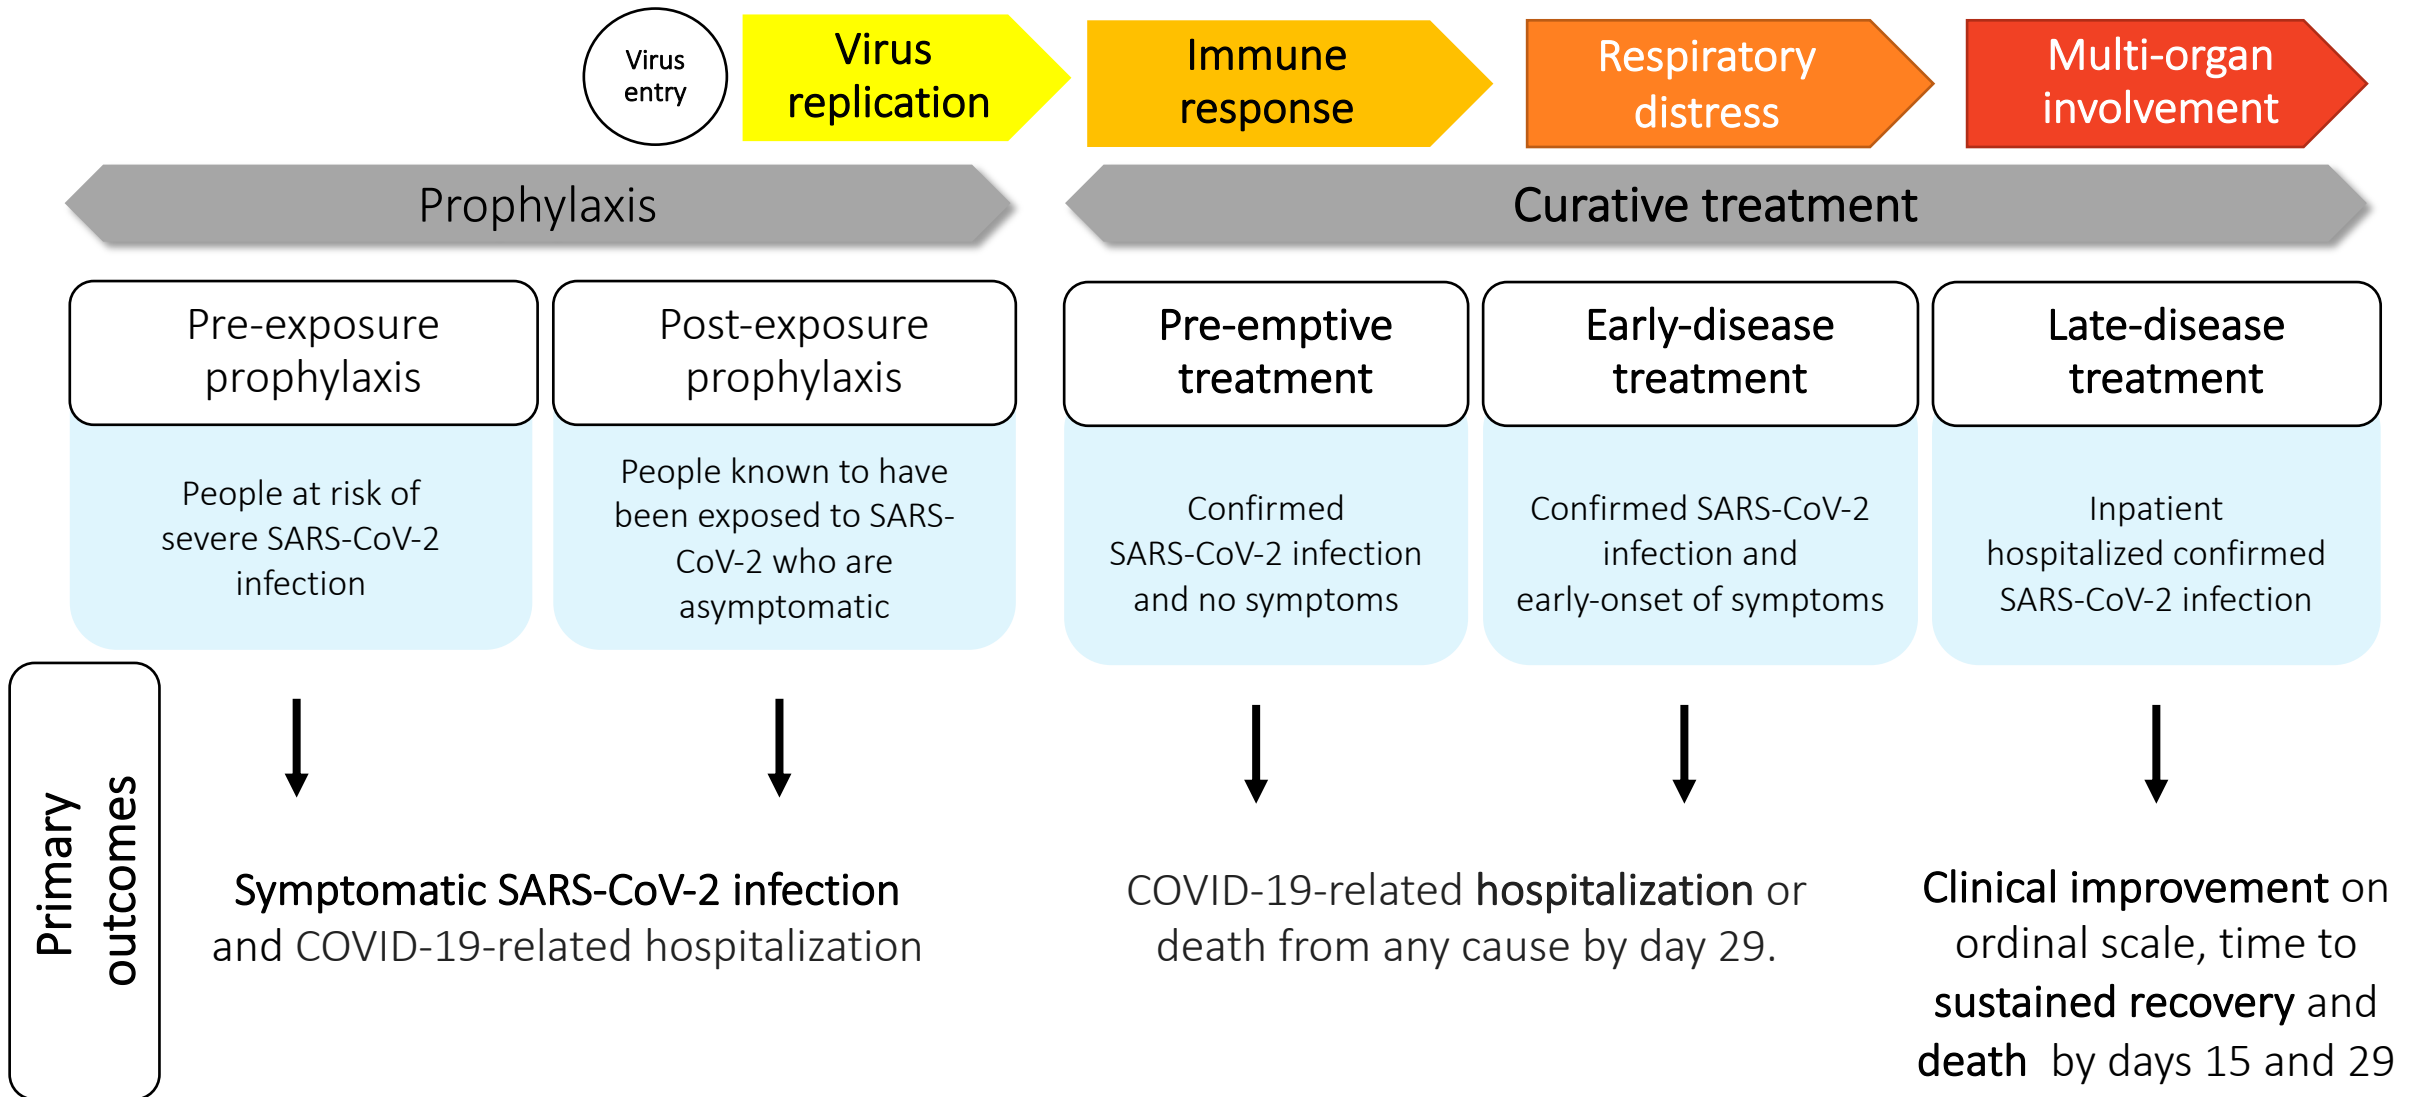 Virus
entry
Virus
replication
Immune
response
Respiratory
distress
Multi-organ
involvement
Prophylaxis
Curative treatment
Pre-exposure
prophylaxis
Post-exposure
prophylaxis
Pre-emptive
treatment
Early-disease
treatment
Late-disease
treatment
People at risk of
severe SARS-CoV-2
infection
People known to have
been exposed to SARS-
CoV-2 who are
asymptomatic
Confirmed
SARS-CoV-2 infection
and no symptoms
Confirmed SARS-CoV-2
infection and
early-onset of symptoms
Inpatient
hospitalized confirmed
SARS-CoV-2 infection
Primary
outcomes
Symptomatic SARS-CoV-2 infection
and COVID-19-related hospitalization
COVID-19-related hospitalization or
death from any cause by day 29.
Clinical improvement on
ordinal scale, time to
sustained recovery and
death by days 15 and 29